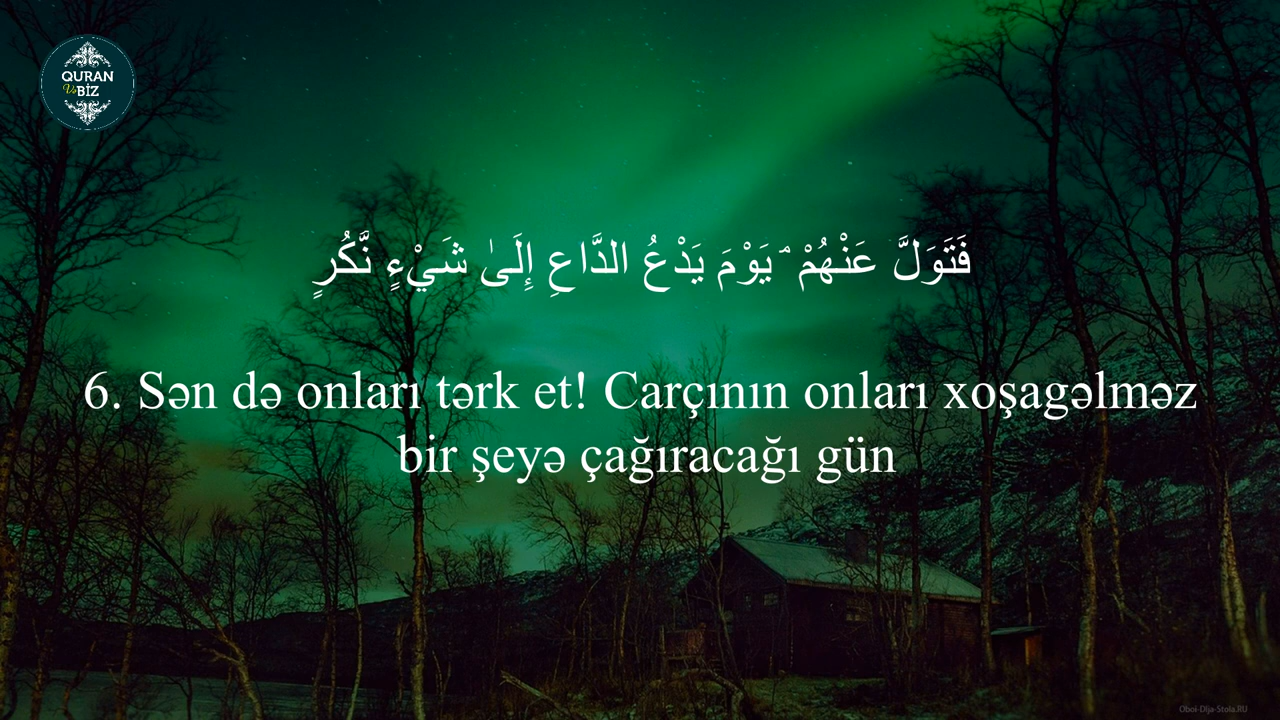 QURAN
Və BİZ
فَتَوَلَّ عَنْهُمْ ۘ يَوْمَ يَدْعُ الدَّاعِ إِلَىٰ شَيْءٍ نَّكُرٍ
6. Sən də onları tərk et! Carçının onları xoşagəlməz
bir şeyə çağıracağı gün
Oboi-Dlja-Stola.RU